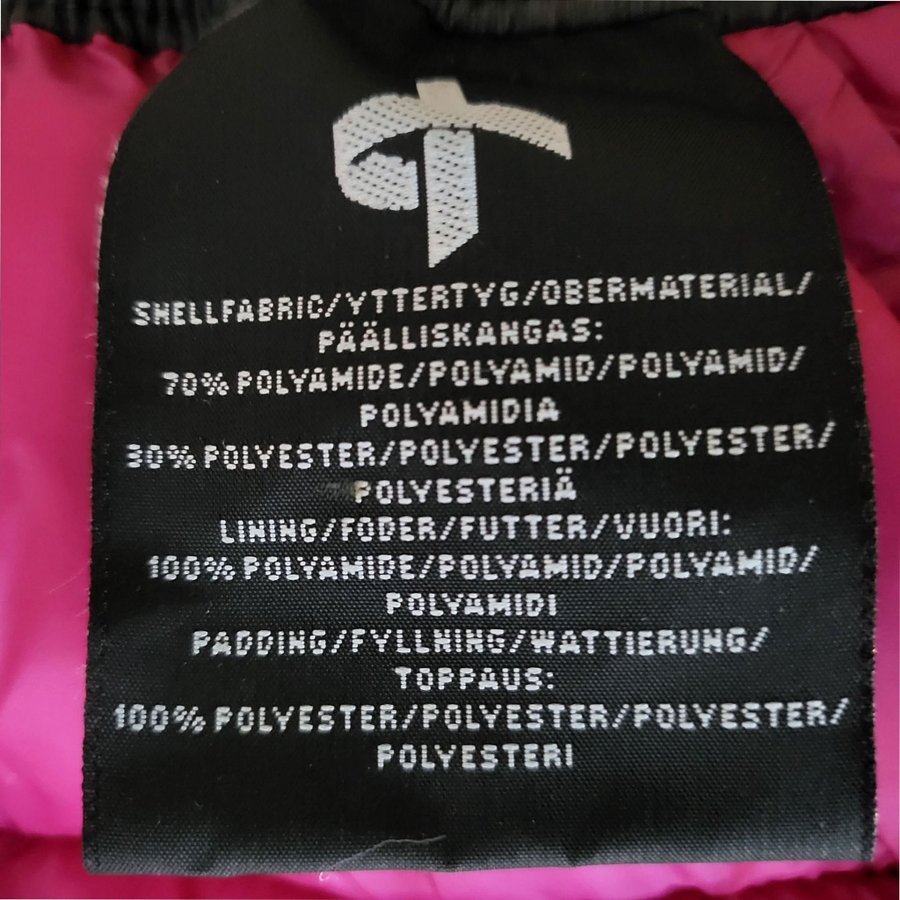 SHELLFABRIC/YTTERTYG/OBERMATERIAL/
PÄÄLLISKANGAS:
70% POLYAMIDE/POLYAMID/POLYAMID/
POLYAMIDIA
30% POLYESTER/POLYESTER/POLYESTER/
POLYESTERIÄ
LINING/FODER/FUTTER/VUORI:
100% POLYAMIDE/POLYAMID/POLYAMID/
POLYAMIDI
PADDING/FYLLNING/WATTIERUNG/
TOPPAUS:
100% POLYESTER/POLYESTER/POLYESTER/
POLYESTERI